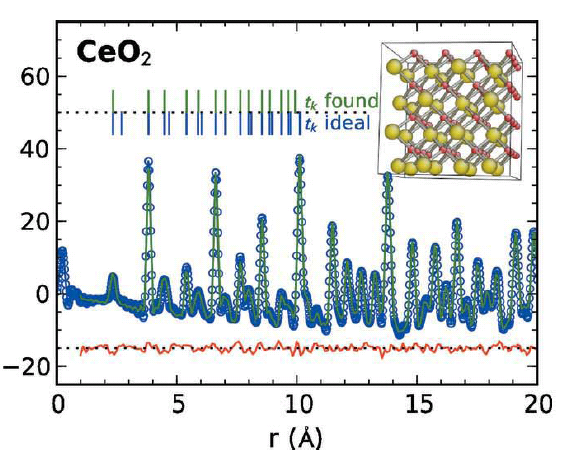 CeO₂
60
40
20
0
−20
tₖ found
tₖ ideal
0 5 10 15 20
r (Å)